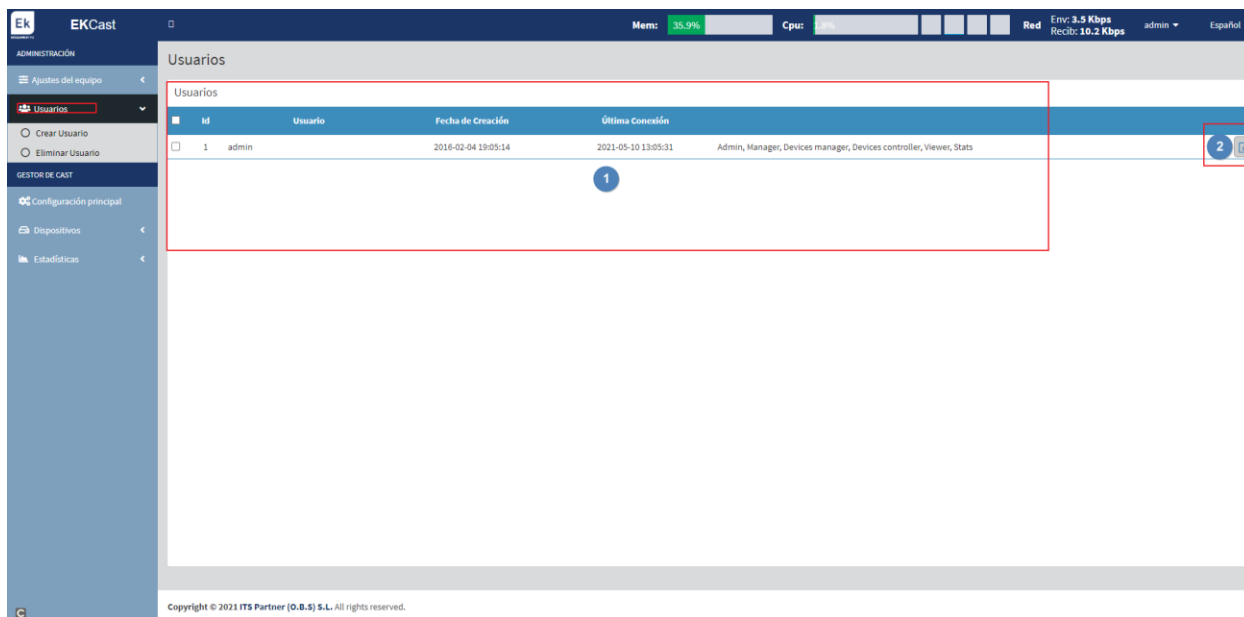 Ek EKCast Mem: 35.9% Cpu: 1.8% Red Env: 3.5 Kbps Recib: 10.2 Kbps admin Español
ADMINISTRACIÓN
Ajustes del equipo
Usuarios
Crear Usuario
Eliminar Usuario
GESTOR DE CAST
Configuración principal
Dispositivos
Estadísticas
Usuarios
Usuarios
Id Usuario Fecha de Creación Última Conexión
1 admin 2016-02-04 19:05:14 2021-05-10 13:05:31 Admin, Manager, Devices manager, Devices controller, Viewer, Stats
2
1
Copyright © 2021 ITS Partner (O.B.S) S.L. All rights reserved.